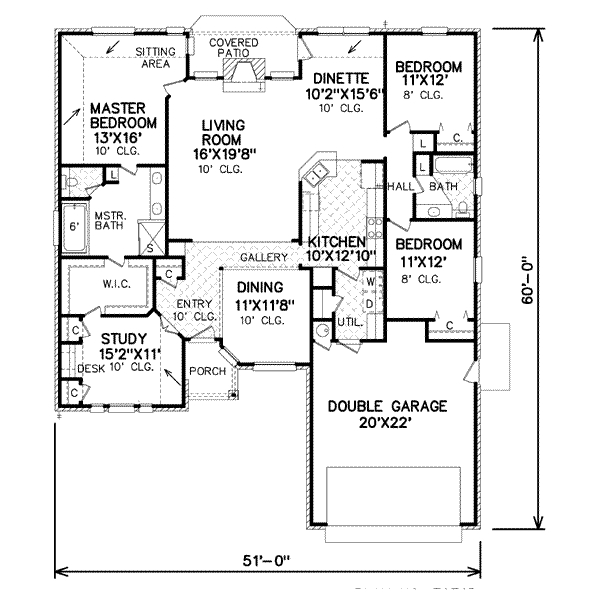 COVERED
PATIO
SITTING
AREA
DINETTE
10'2"X15'6"
10' CLG.
BEDROOM
11'X12'
8' CLG.
MASTER
BEDROOM
13'X16'
10' CLG.
LIVING
ROOM
16'X19'8"
10' CLG.
C.
L
L
L
HALL
BATH
6'
MSTR.
BATH
S
KITCHEN
10'X12'10"
BEDROOM
11'X12'
8' CLG.
GALLERY
C
W.I.C.
W
D
DINING
11'X11'8"
10' CLG.
ENTRY
10' CLG.
UTIL.
C
C
STUDY
15'2"X11'
10' CLG.
DESK
PORCH
C
DOUBLE GARAGE
20'X22'
60'-0"
51'-0"